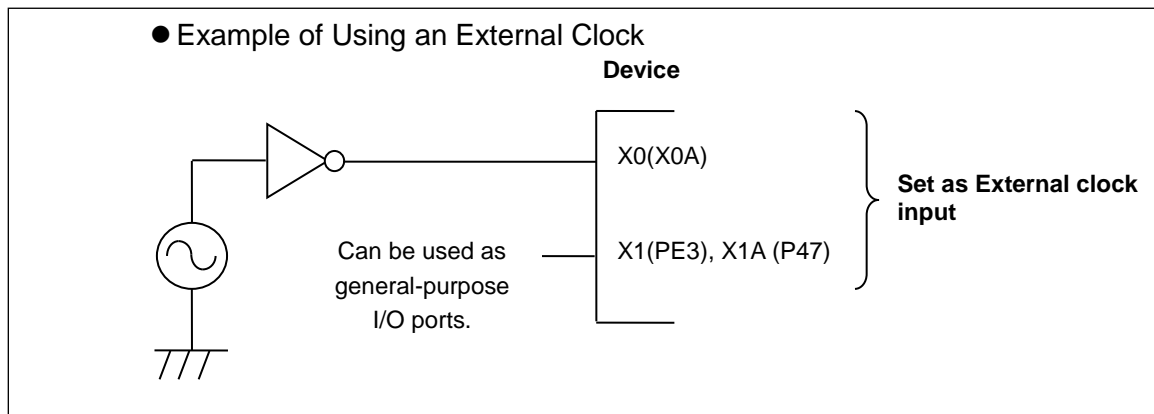 ● Example of Using an External Clock
Device
X0(X0A)
Set as External clock
input
Can be used as
general-purpose
I/O ports.
X1(PE3), X1A (P47)